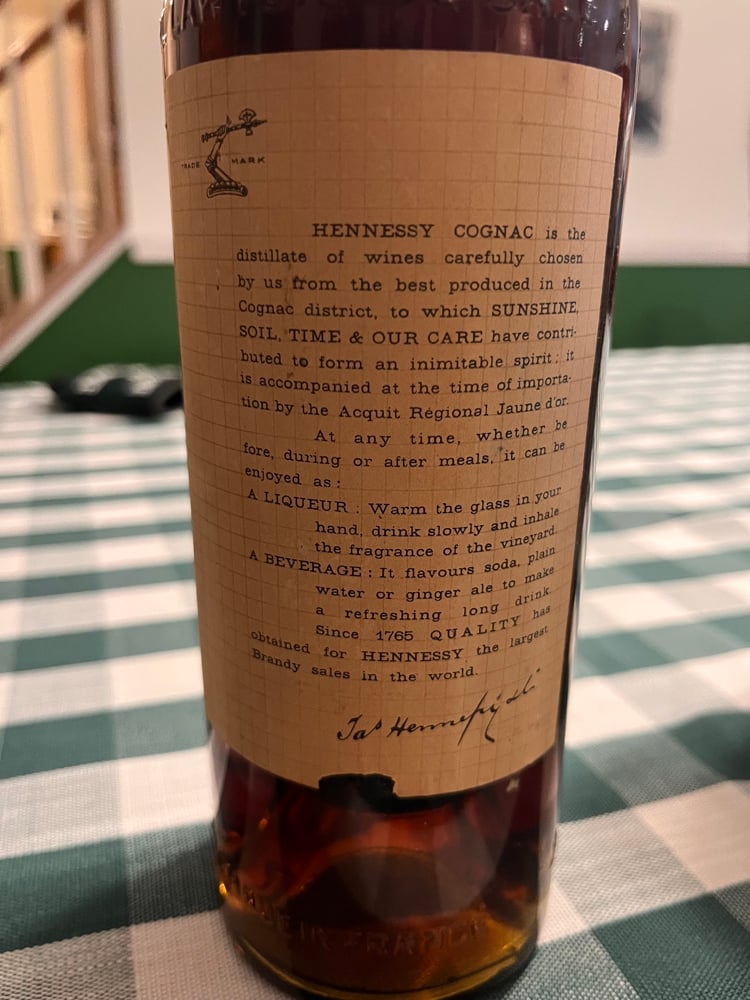 TRADE MARK
HENNESSY COGNAC is the
distillate of wines carefully chosen
by us from the best produced in the
Cognac district, to which SUNSHINE,
SOIL, TIME & OUR CARE have contri-
buted to form an inimitable spirit: it
is accompanied at the time of importa-
tion by the Acquit Régional Jaune d'or.
At any time, whether be
fore, during or after meals, it can be
enjoyed as:
A LIQUEUR : Warm the glass in your
hand, drink slowly and inhale
the fragrance of the vineyard.
A BEVERAGE : It flavours soda, plain
water or ginger ale to make
a refreshing long drink.
Since 1765 QUALITY has
obtained for HENNESSY the largest
Brandy sales in the world.
Jas Hennessy & Co
MADE IN FRANCE